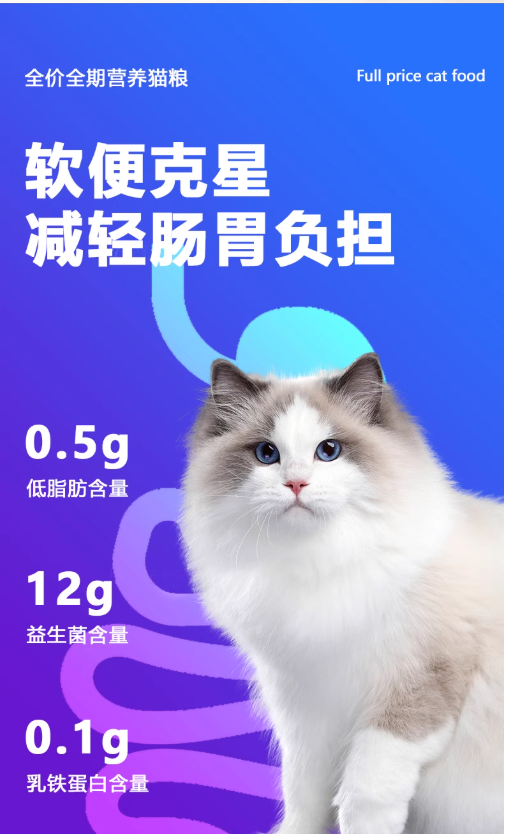 全价全期营养猫粮
Full price cat food
软便克星
减轻肠胃负担
0.5g
低脂肪含量
12g
益生菌含量
0.1g
乳铁蛋白含量